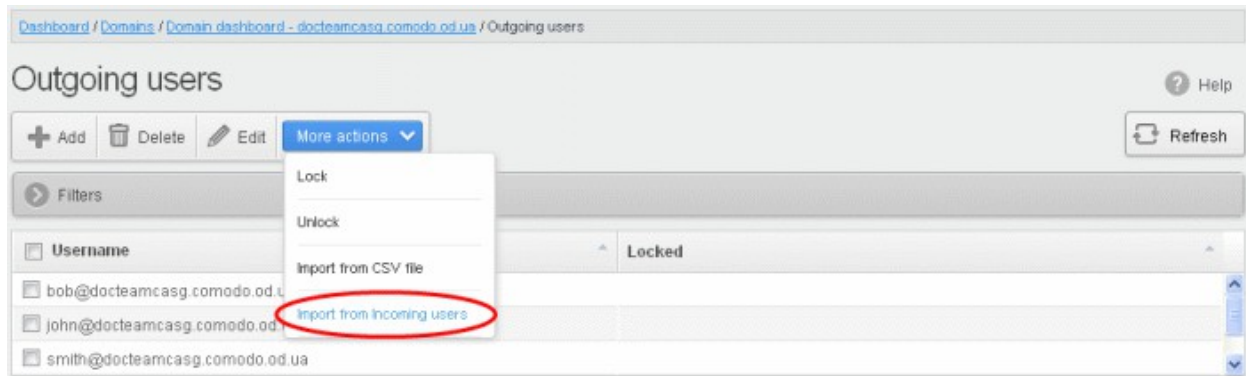 Dashboard / Domains / Domain dashboard - docteamcasg.comodo.od.ua / Outgoing users
Outgoing users
Help
Add Delete Edit More actions
Refresh
Lock
Filters
Unlock
Username Locked
Import from CSV file
bob@docteamcasg.comodo.od.u
Import from Incoming users
john@docteamcasg.comodo.od.
smith@docteamcasg.comodo.od.ua